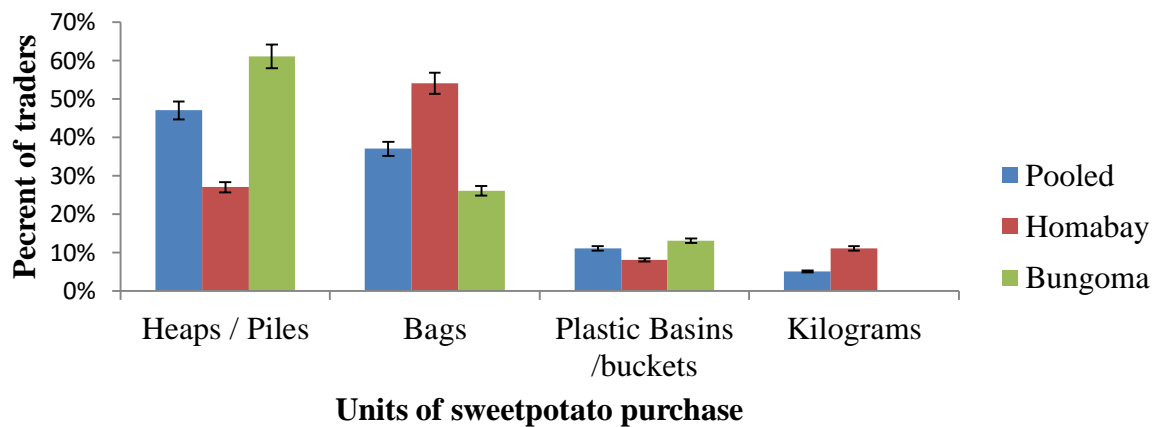 70%
60%
50%
40%
30%
20%
10%
0%
Pecrent of traders
Heaps / Piles
Bags
Plastic Basins
/buckets
Kilograms
Units of sweetpotato purchase
Pooled
Homabay
Bungoma